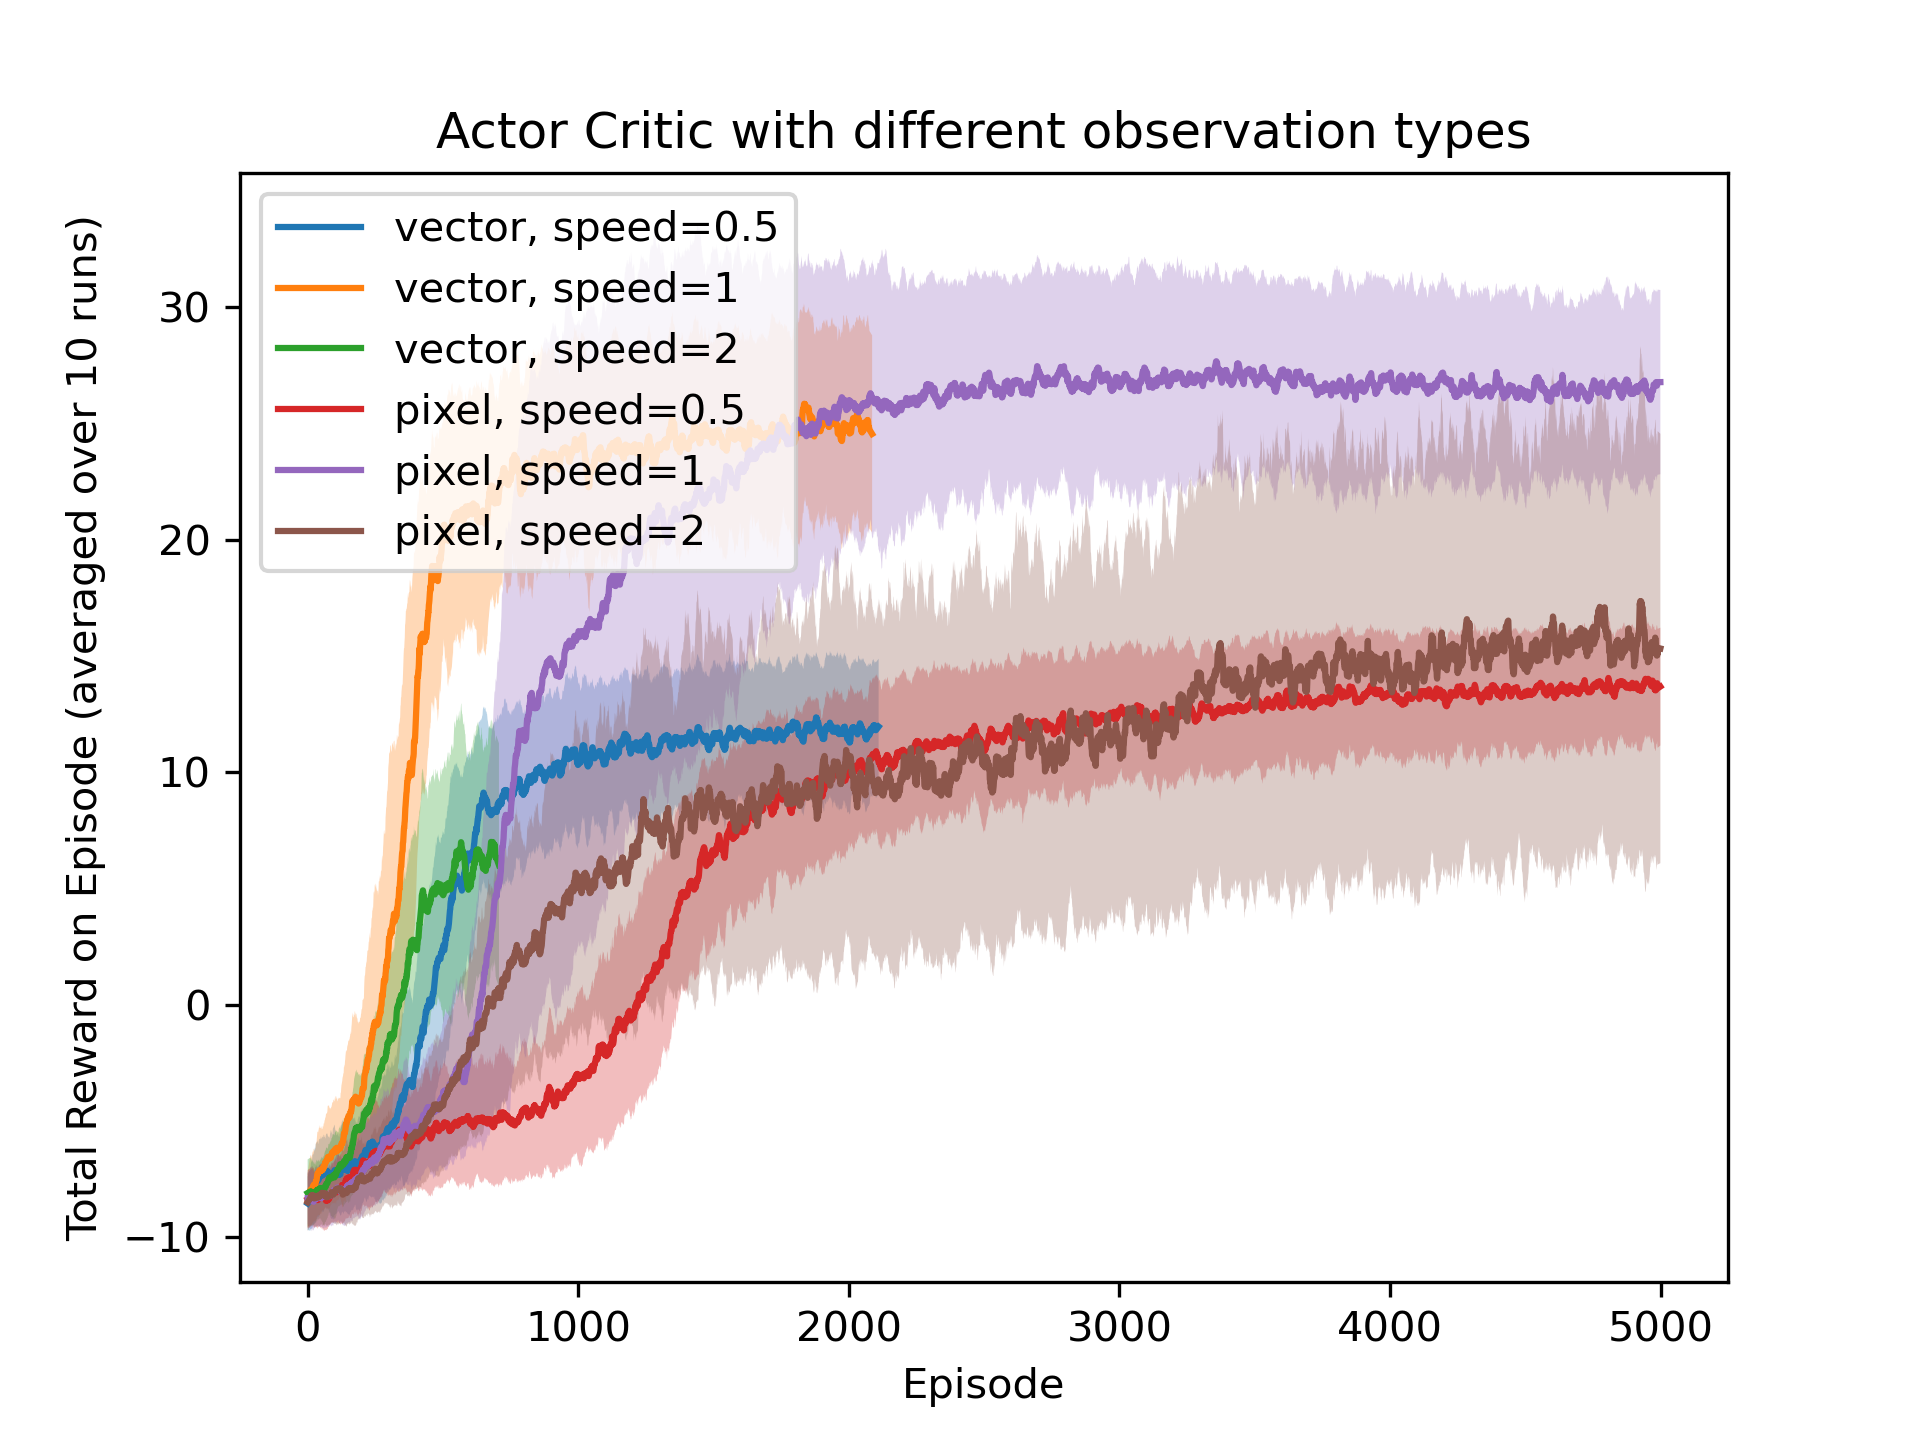 Actor Critic with different observation types
Total Reward on Episode (averaged over 10 runs)
vector, speed=0.5
vector, speed=1
vector, speed=2
pixel, speed=0.5
pixel, speed=1
pixel, speed=2
30
20
10
0
−10
0 1000 2000 3000 4000 5000
Episode